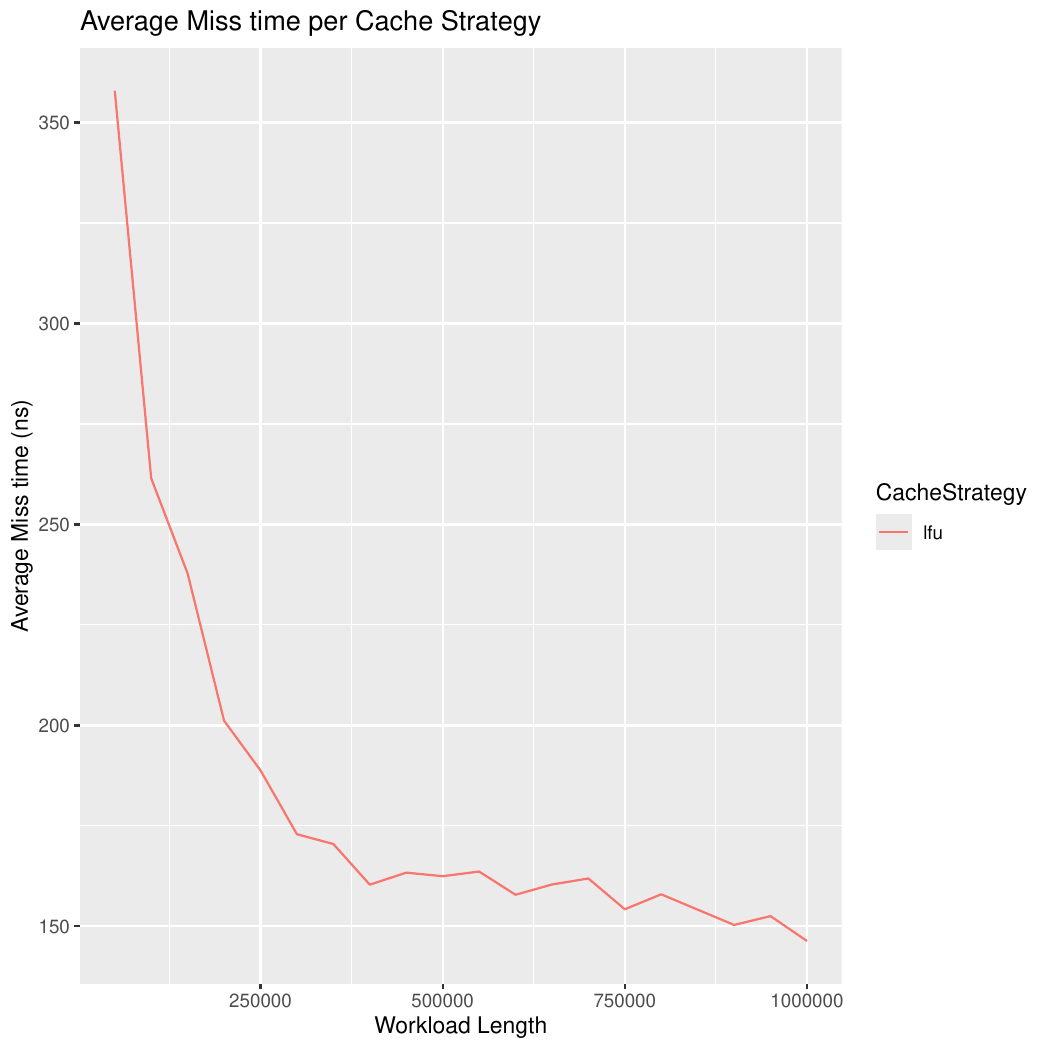 Average Miss time per Cache Strategy
350
300
250
200
150
Average Miss time (ns)
250000 500000 750000 1000000
Workload Length
CacheStrategy
lfu